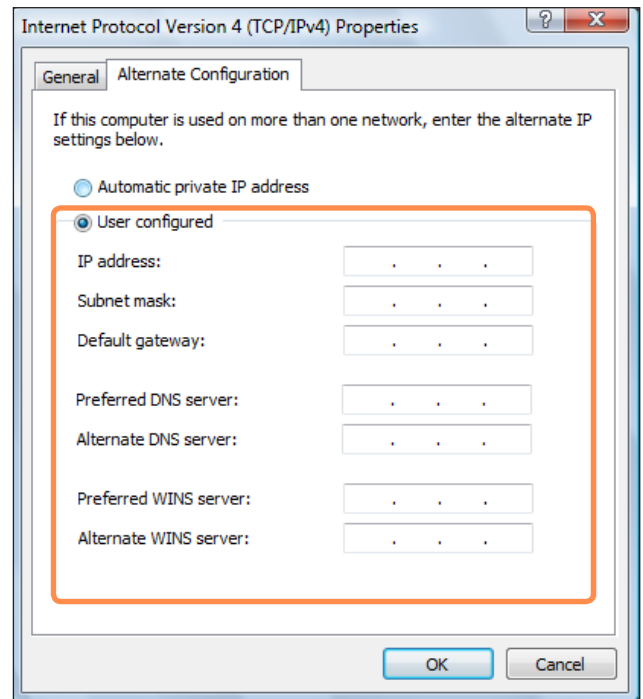 Internet Protocol Version 4 (TCP/IPv4) Properties
General
Alternate Configuration
If this computer is used on more than one network, enter the alternate IP
settings below.
Automatic private IP address
User configured
IP address:
Subnet mask:
Default gateway:
Preferred DNS server:
Alternate DNS server:
Preferred WINS server:
Alternate WINS server:
OK
Cancel